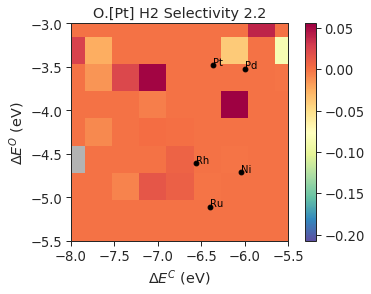 O.[Pt] H2 Selectivity 2.2
−3.0
−3.5
−4.0
−4.5
−5.0
−5.5
ΔE^O (eV)
Pt
Pd
Rh
Ni
Ru
−8.0 −7.5 −7.0 −6.5 −6.0 −5.5
ΔE^C (eV)
0.05
0.00
−0.05
−0.10
−0.15
−0.20